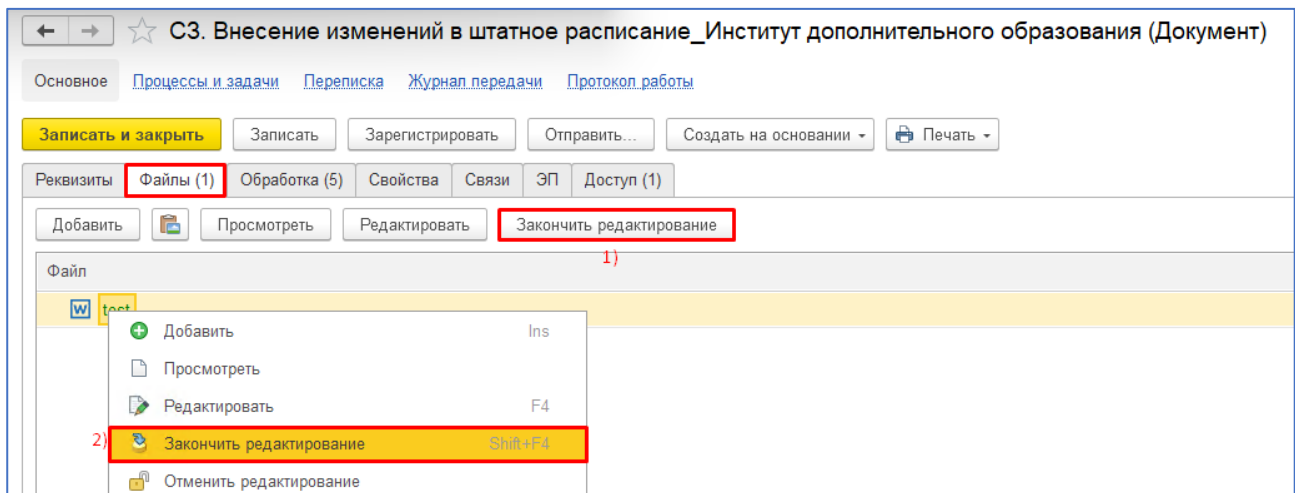 СЗ. Внесение изменений в штатное расписание_Институт дополнительного образования (Документ)
Основное Процессы и задачи Переписка Журнал передачи Протокол работы
Записать и закрыть Записать Зарегистрировать Отправить... Создать на основании Печать
Реквизиты Файлы (1) Обработка (5) Свойства Связи ЭП Доступ (1)
Добавить Просмотреть Редактировать Закончить редактирование
1)
Файл
test
Добавить Ins
Просмотреть
Редактировать F4
2) Закончить редактирование Shift+F4
Отменить редактирование